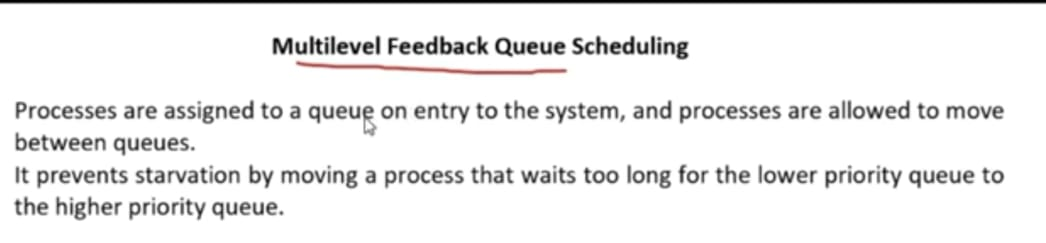 Multilevel Feedback Queue Scheduling
Processes are assigned to a queue on entry to the system, and processes are allowed to move
between queues.
It prevents starvation by moving a process that waits too long for the lower priority queue to
the higher priority queue.